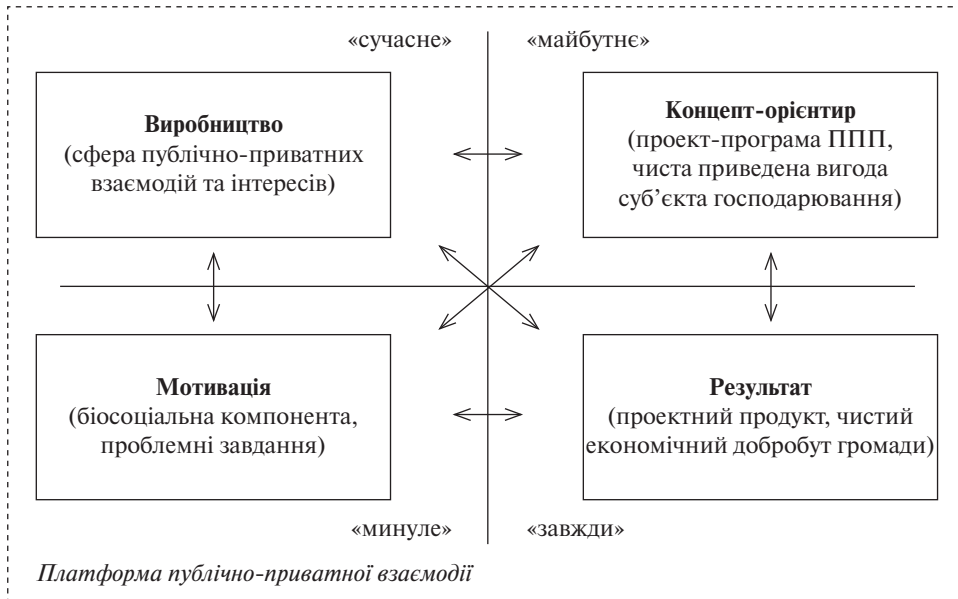 «сучасне» «майбутнє»
Виробництво
(сфера публічно-приватних
взаємодій та інтересів)
Концепт-орієнтир
(проект-програма ППП,
чиста приведена вигода
суб’єкта господарювання)
Мотивація
(біосоціальна компонента,
проблемні завдання)
Результат
(проектний продукт, чистий
економічний добробут громади)
«минуле» «завжди»
Платформа публічно-приватної взаємодії